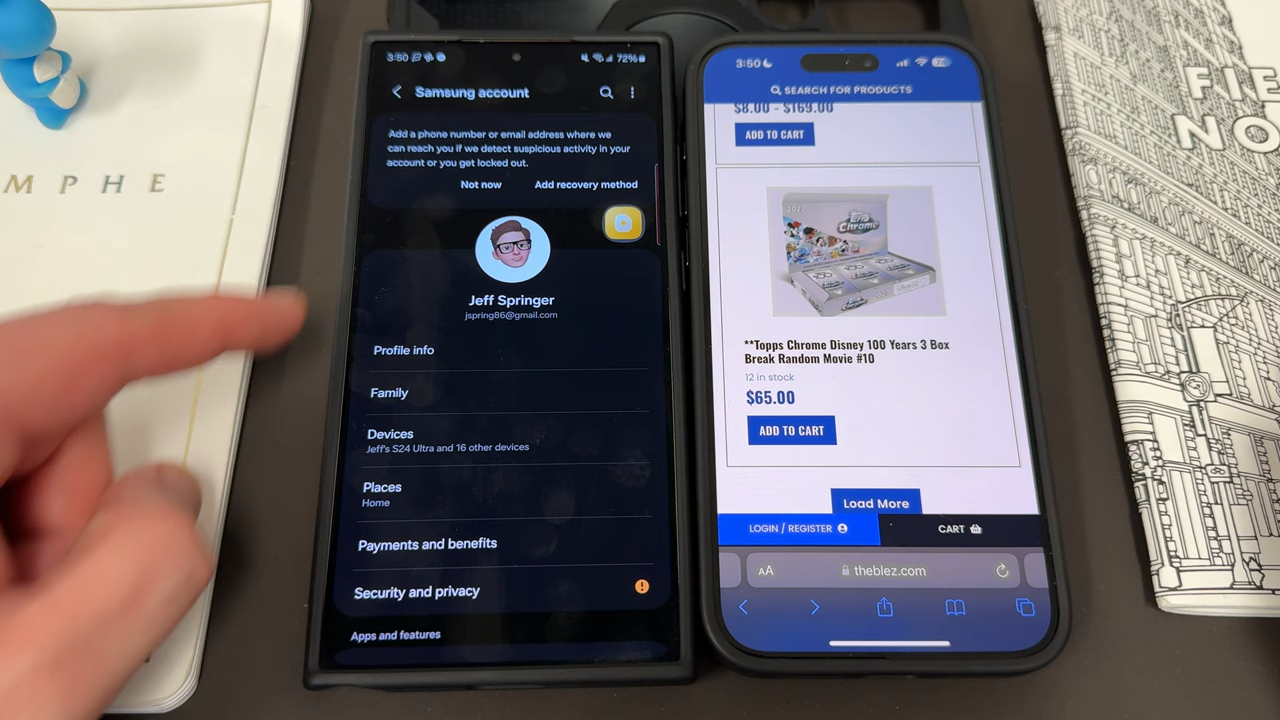 MPHE
3:50
72%
Samsung account
Add a phone number or email address where we
can reach you if we detect suspicious activity in your
account or you get locked out.
Not now
Add recovery method
Jeff Springer
jspring86@gmail.com
Profile info
Family
Devices
Jeff's S24 Ultra and 16 other devices
Places
Home
Payments and benefits
Security and privacy
Apps and features
3:50
SEARCH FOR PRODUCTS
$8.00 - $169.00
ADD TO CART
Topps
Chrome
**Topps Chrome Disney 100 Years 3 Box
Break Random Movie #10
12 in stock
$65.00
ADD TO CART
Load More
LOGIN / REGISTER
CART
AA
theblez.com
FIE
NO